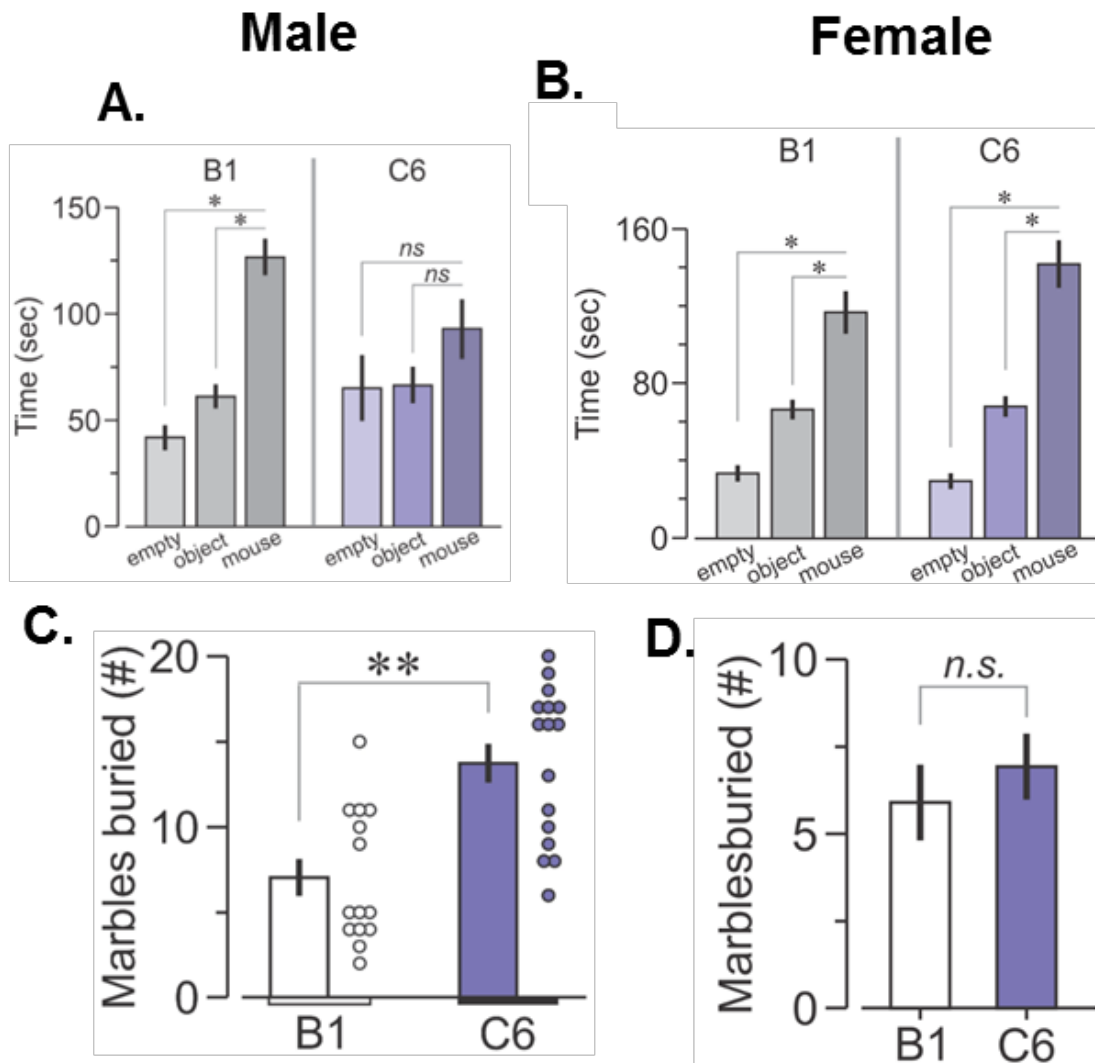 Male
Female
A.
B.
B1
C6
150
100
50
0
Time (sec)
*
*
ns
ns
empty
object
mouse
empty
object
mouse
B1
C6
160
80
0
Time (sec)
*
*
*
*
empty
object
mouse
empty
object
mouse
C.
20
10
0
Marbles buried (#)
**
B1
C6
D.
10
5
0
Marblesburied (#)
n.s.
B1
C6